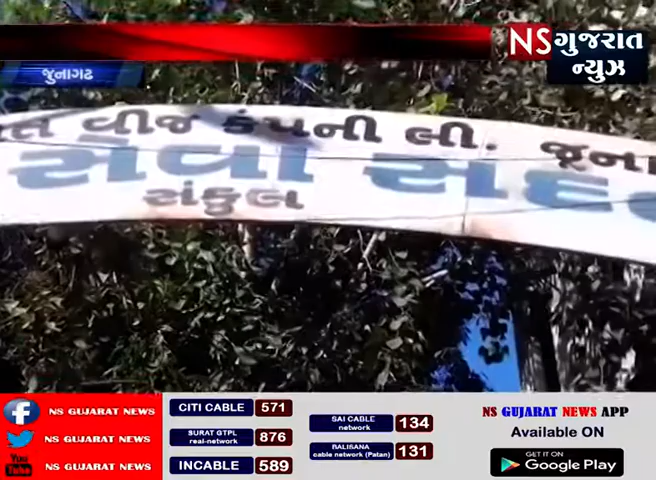 NS ગુજરાત ન્યુઝ
જુનાગઢ
વીજ કંપની લી. જૂના
સેવા સદન
સંકુલ
NS GUJARAT NEWS
NS GUJARAT NEWS
NS GUJARAT NEWS
CITI CABLE 571
SURAT GTPL real-network 876
INCABLE 589
SAI CABLE network 134
RALISANA cable network (Patan) 131
NS GUJARAT NEWS APP
Available ON
GET IT ON
Google Play